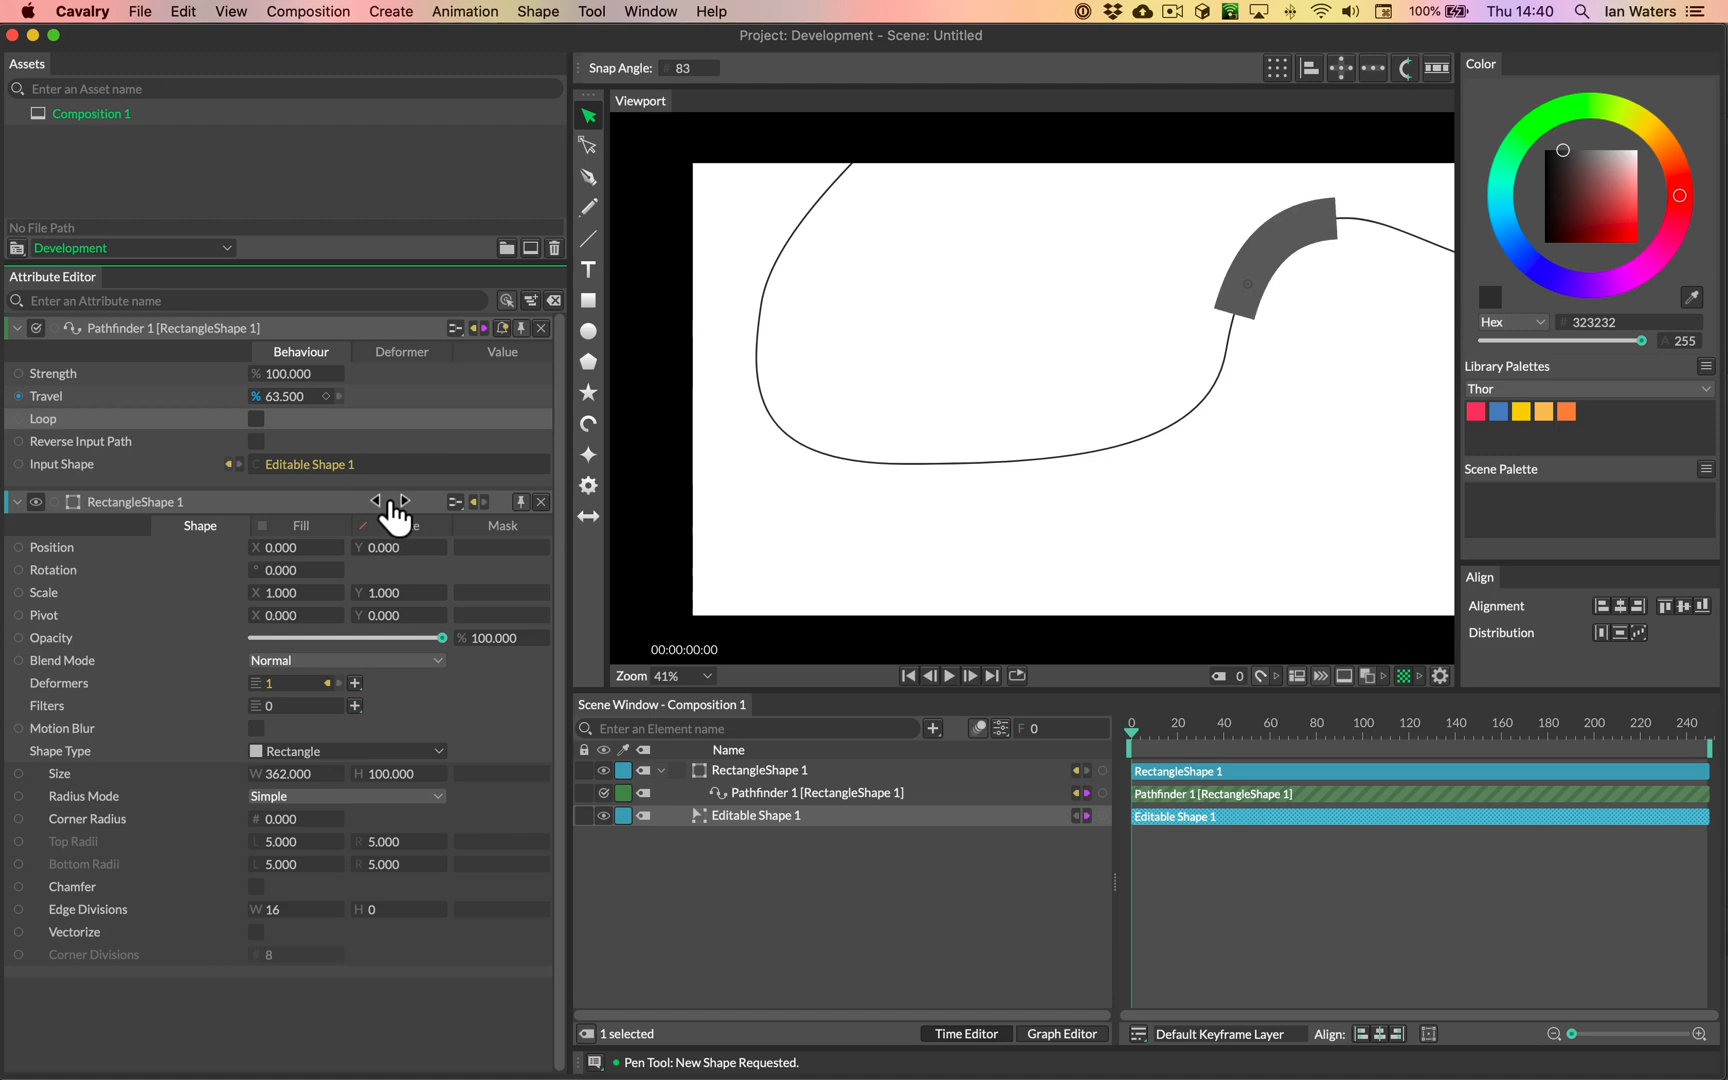 Cavalry File Edit View Composition Create Animation Shape Tool Window Help 100% Thu 14:40 Ian Waters
Project: Development - Scene: Untitled
Assets
Enter an Asset name
Composition 1
No File Path
Development
Attribute Editor
Enter an Attribute name
Pathfinder 1 [RectangleShape 1]
Behaviour Deformer Value
Strength % 100.000
Travel % 63.500
Loop
Reverse Input Path
Input Shape Editable Shape 1
RectangleShape 1
Shape Fill Mask
Position X 0.000 Y 0.000
Rotation ° 0.000
Scale X 1.000 Y 1.000
Pivot X 0.000 Y 0.000
Opacity % 100.000
Blend Mode Normal
Deformers 1
Filters 0
Motion Blur
Shape Type Rectangle
Size W 362.000 H 100.000
Radius Mode Simple
Corner Radius # 0.000
Top Radii L 5.000 R 5.000
Bottom Radii L 5.000 R 5.000
Chamfer
Edge Divisions W 16 H 0
Vectorize
Corner Divisions # 8
Snap Angle: # 83
Viewport
00:00:00:00
Zoom 41% 0
Scene Window - Composition 1
Enter an Element name F 0
0 20 40 60 80 100 120 140 160 180 200 220 240
Name
RectangleShape 1
Pathfinder 1 [RectangleShape 1]
Editable Shape 1
RectangleShape 1
Pathfinder 1 [RectangleShape 1]
Editable Shape 1
1 selected Time Editor Graph Editor Default Keyframe Layer Align:
Pen Tool: New Shape Requested.
Color
Hex # 323232
A 255
Library Palettes
Thor
Scene Palette
Align
Alignment
Distribution